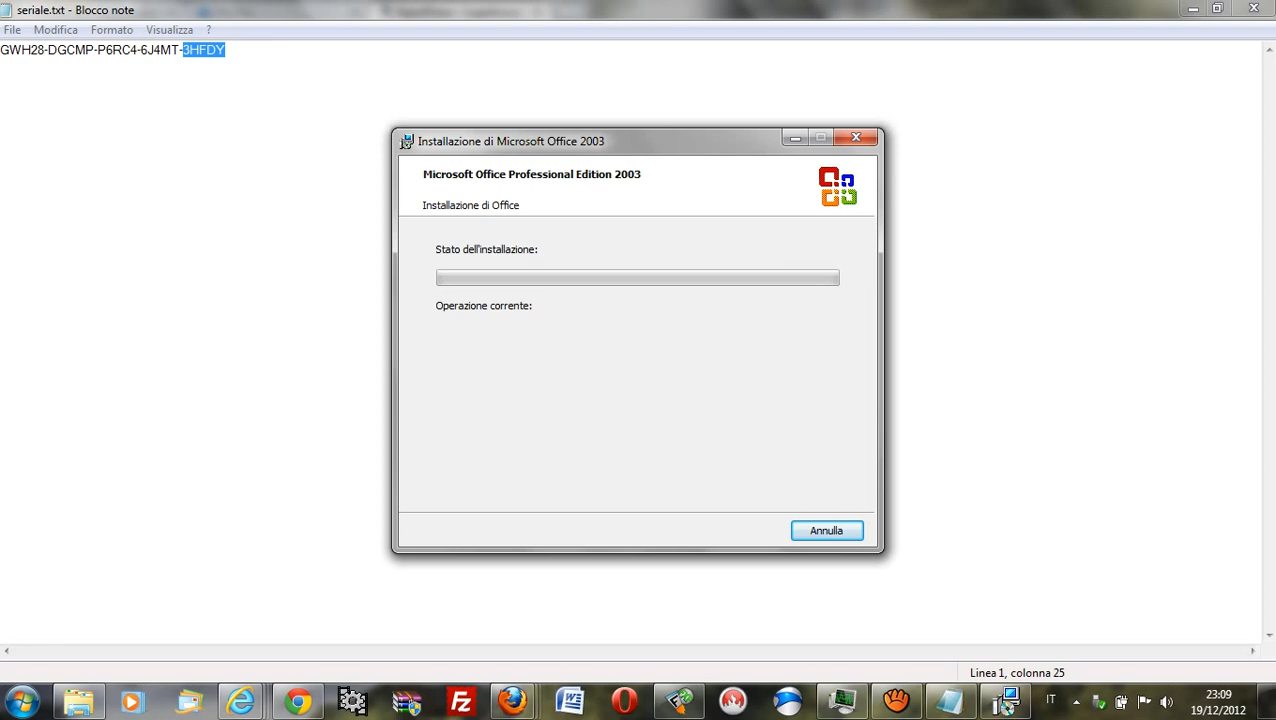 seriale.txt - Blocco note
File Modifica Formato Visualizza ?
GWH28-DGCMP-P6RC4-6J4MT-3HFDY
Installazione di Microsoft Office 2003
Microsoft Office Professional Edition 2003
Installazione di Office
Stato dell'installazione:
Operazione corrente:
Annulla
Linea 1, colonna 25
IT
23:09
19/12/2012